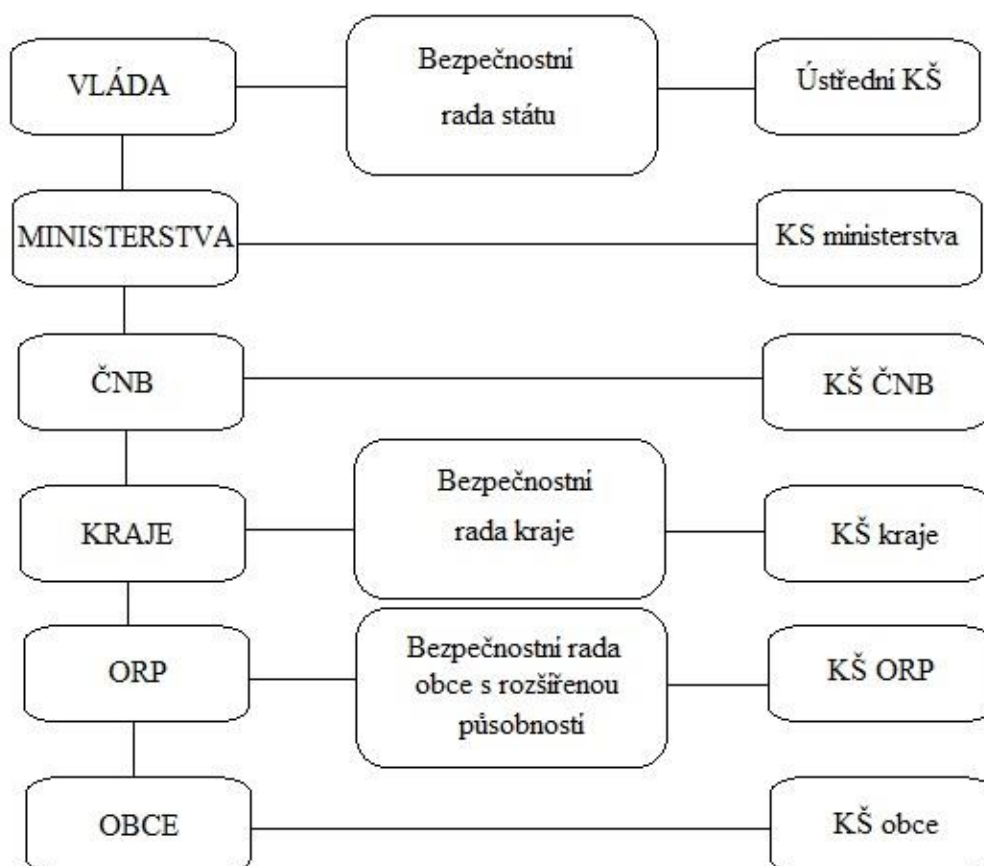 VLÁDA
Bezpečnostní
rada státu
Ústřední KŠ
MINISTERSTVA
KS ministerstva
ČNB
KŠ ČNB
KRAJE
Bezpečnostní
rada kraje
KŠ kraje
ORP
Bezpečnostní rada
obce s rozšířenou
působností
KŠ ORP
OBCE
KŠ obce